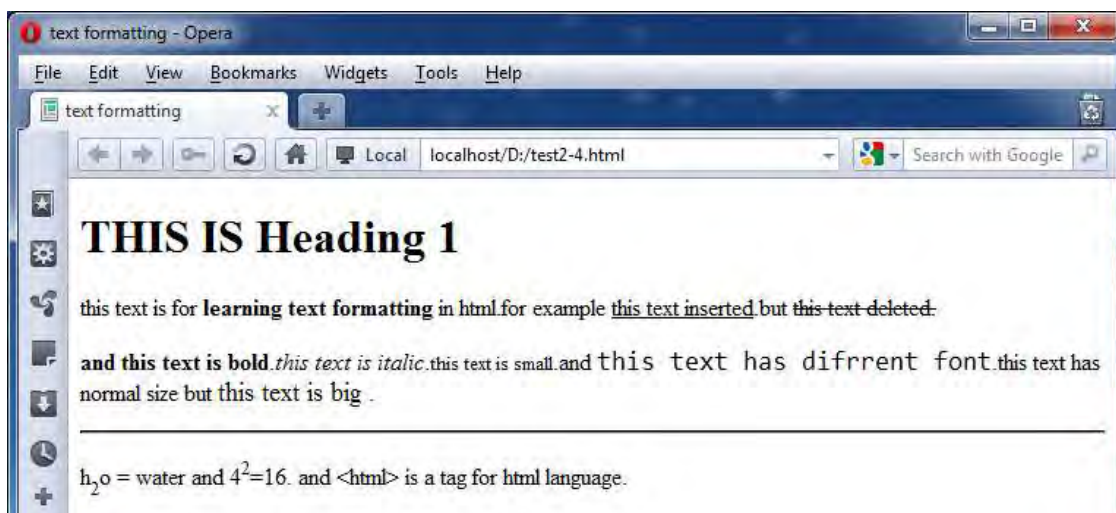 text formatting - Opera
File Edit View Bookmarks Widgets Tools Help
text formatting
Local localhost/D:/test2-4.html Search with Google
THIS IS Heading 1
this text is for learning text formatting in html.for example this text inserted.but this text deleted.
and this text is bold.this text is italic.this text is small.and this text has difrrent font.this text has
normal size but this text is big .
h₂o = water and 4²=16. and <html> is a tag for html language.